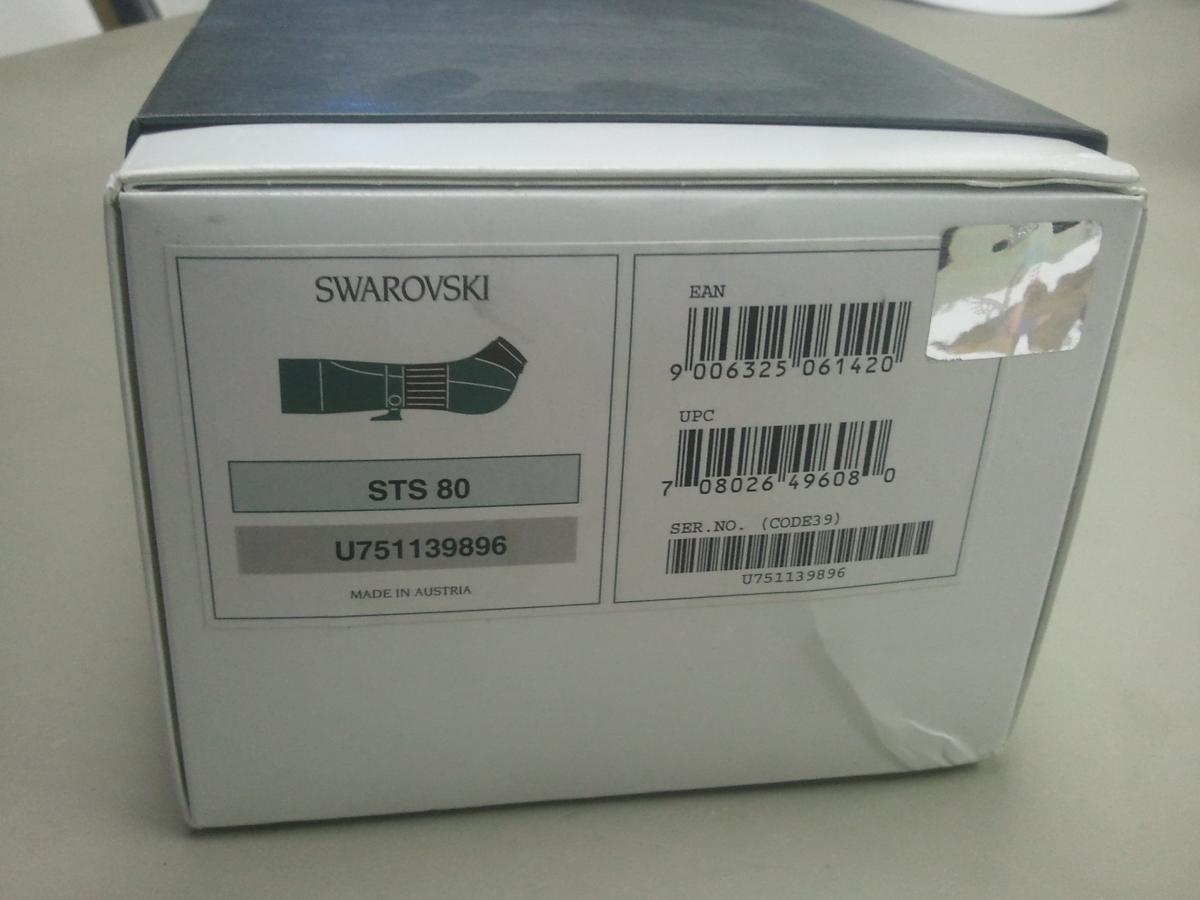 SWAROVSKI
STS 80
U751139896
MADE IN AUSTRIA
EAN
9 006325 061420
UPC
7 08026 49608 0
SER.NO. (CODE39)
U751139896